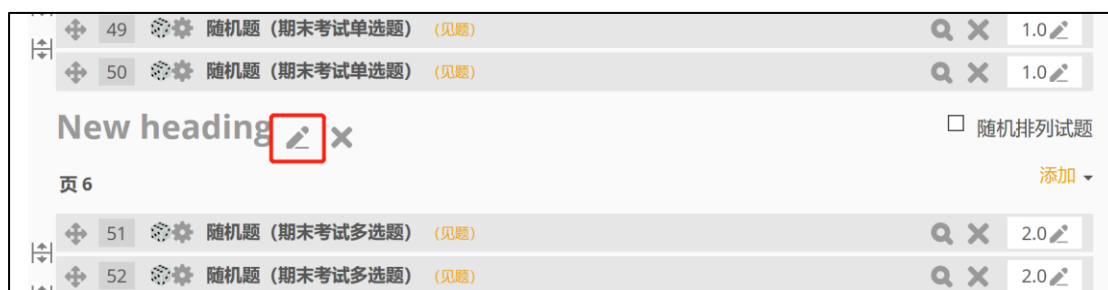 49 随机题（期末考试单选题） (见题) 1.0
50 随机题（期末考试单选题） (见题) 1.0
New heading 随机排列试题
页 6 添加
51 随机题（期末考试多选题） (见题) 2.0
52 随机题（期末考试多选题） (见题) 2.0